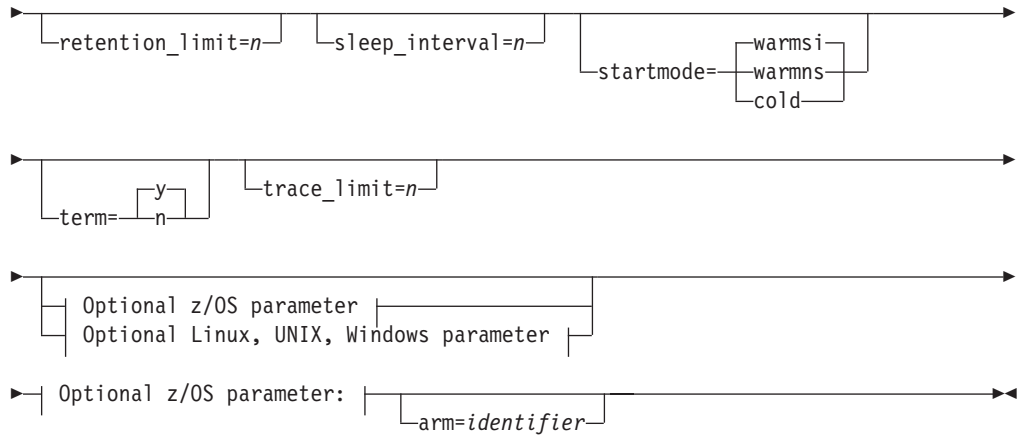 retention_limit=n sleep_interval=n
startmode= warmsi
warmns
cold
term= y
n
trace_limit=n
Optional z/OS parameter
Optional Linux, UNIX, Windows parameter
Optional z/OS parameter:
arm=identifier